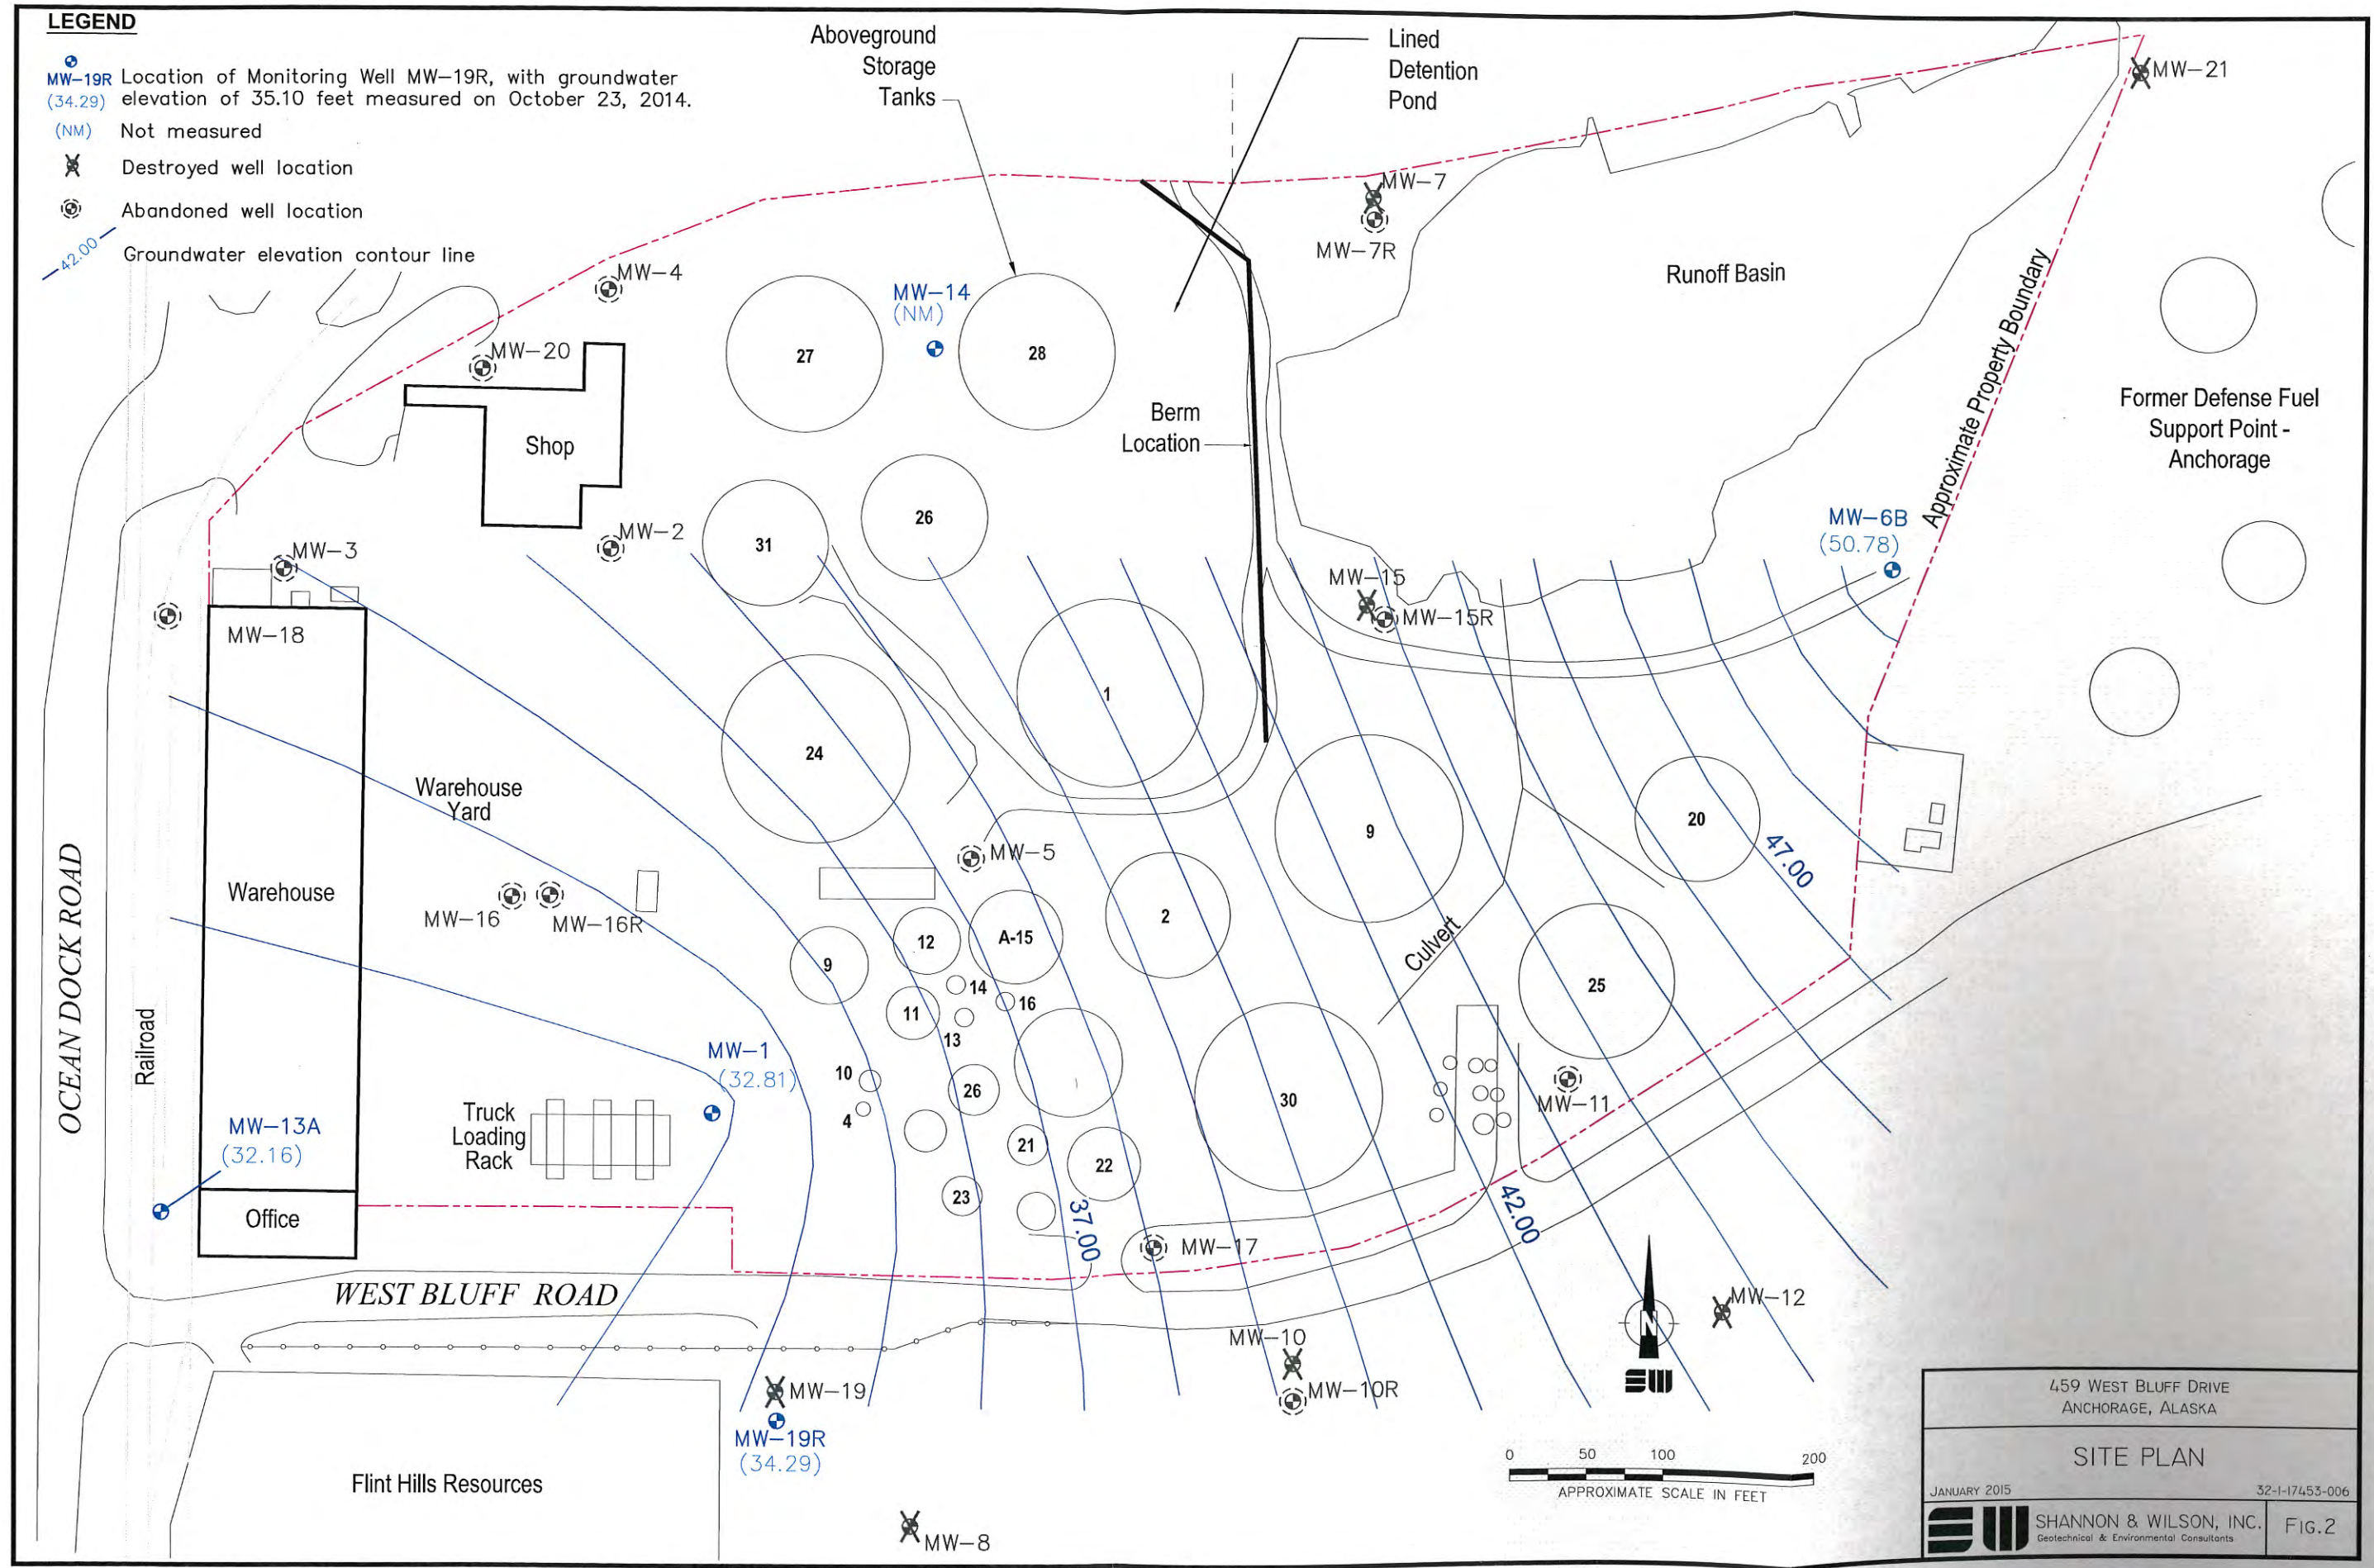 LEGEND
MW-19R Location of Monitoring Well MW-19R, with groundwater
(34.29) elevation of 35.10 feet measured on October 23, 2014.
(NM) Not measured
Destroyed well location
Abandoned well location
42.00 Groundwater elevation contour line
Aboveground
Storage
Tanks
Lined
Detention
Pond
MW-21
MW-7
MW-7R
Runoff Basin
Approximate Property Boundary
MW-4
MW-14
(NM)
MW-20
27
28
Shop
Berm
Location
Former Defense Fuel
Support Point -
Anchorage
MW-2
31
26
MW-6B
(50.78)
MW-3
MW-15
MW-15R
MW-18
1
24
Warehouse
Yard
9
20
47.00
MW-5
Warehouse
MW-16
MW-16R
12
A-15
2
Culvert
9
14
16
11
13
25
OCEAN DOCK ROAD
Railroad
MW-1
(32.81)
10
26
4
30
MW-11
MW-13A
(32.16)
Truck
Loading
Rack
21
22
23
Office
37.00
42.00
MW-17
WEST BLUFF ROAD
MW-12
N
MW-10
MW-10R
MW-19
MW-19R
(34.29)
Flint Hills Resources
MW-8
0 50 100 200
APPROXIMATE SCALE IN FEET
459 WEST BLUFF DRIVE
ANCHORAGE, ALASKA
SITE PLAN
JANUARY 2015 32-1-17453-006
SHANNON & WILSON, INC.
Geotechnical & Environmental Consultants
FIG.2